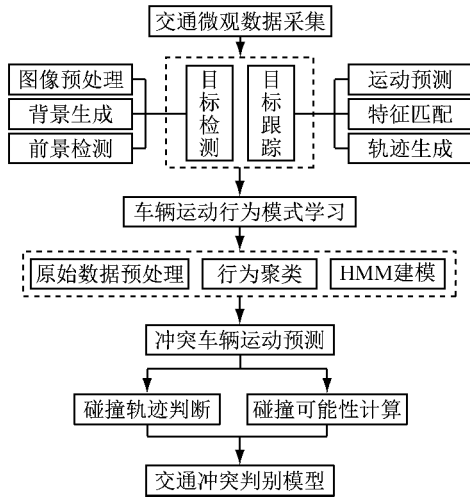 交通微观数据采集
图像预处理
背景生成
前景检测
目标检测
目标跟踪
运动预测
特征匹配
轨迹生成
车辆运动行为模式学习
原始数据预处理
行为聚类
HMM建模
冲突车辆运动预测
碰撞轨迹判断
碰撞可能性计算
交通冲突判别模型